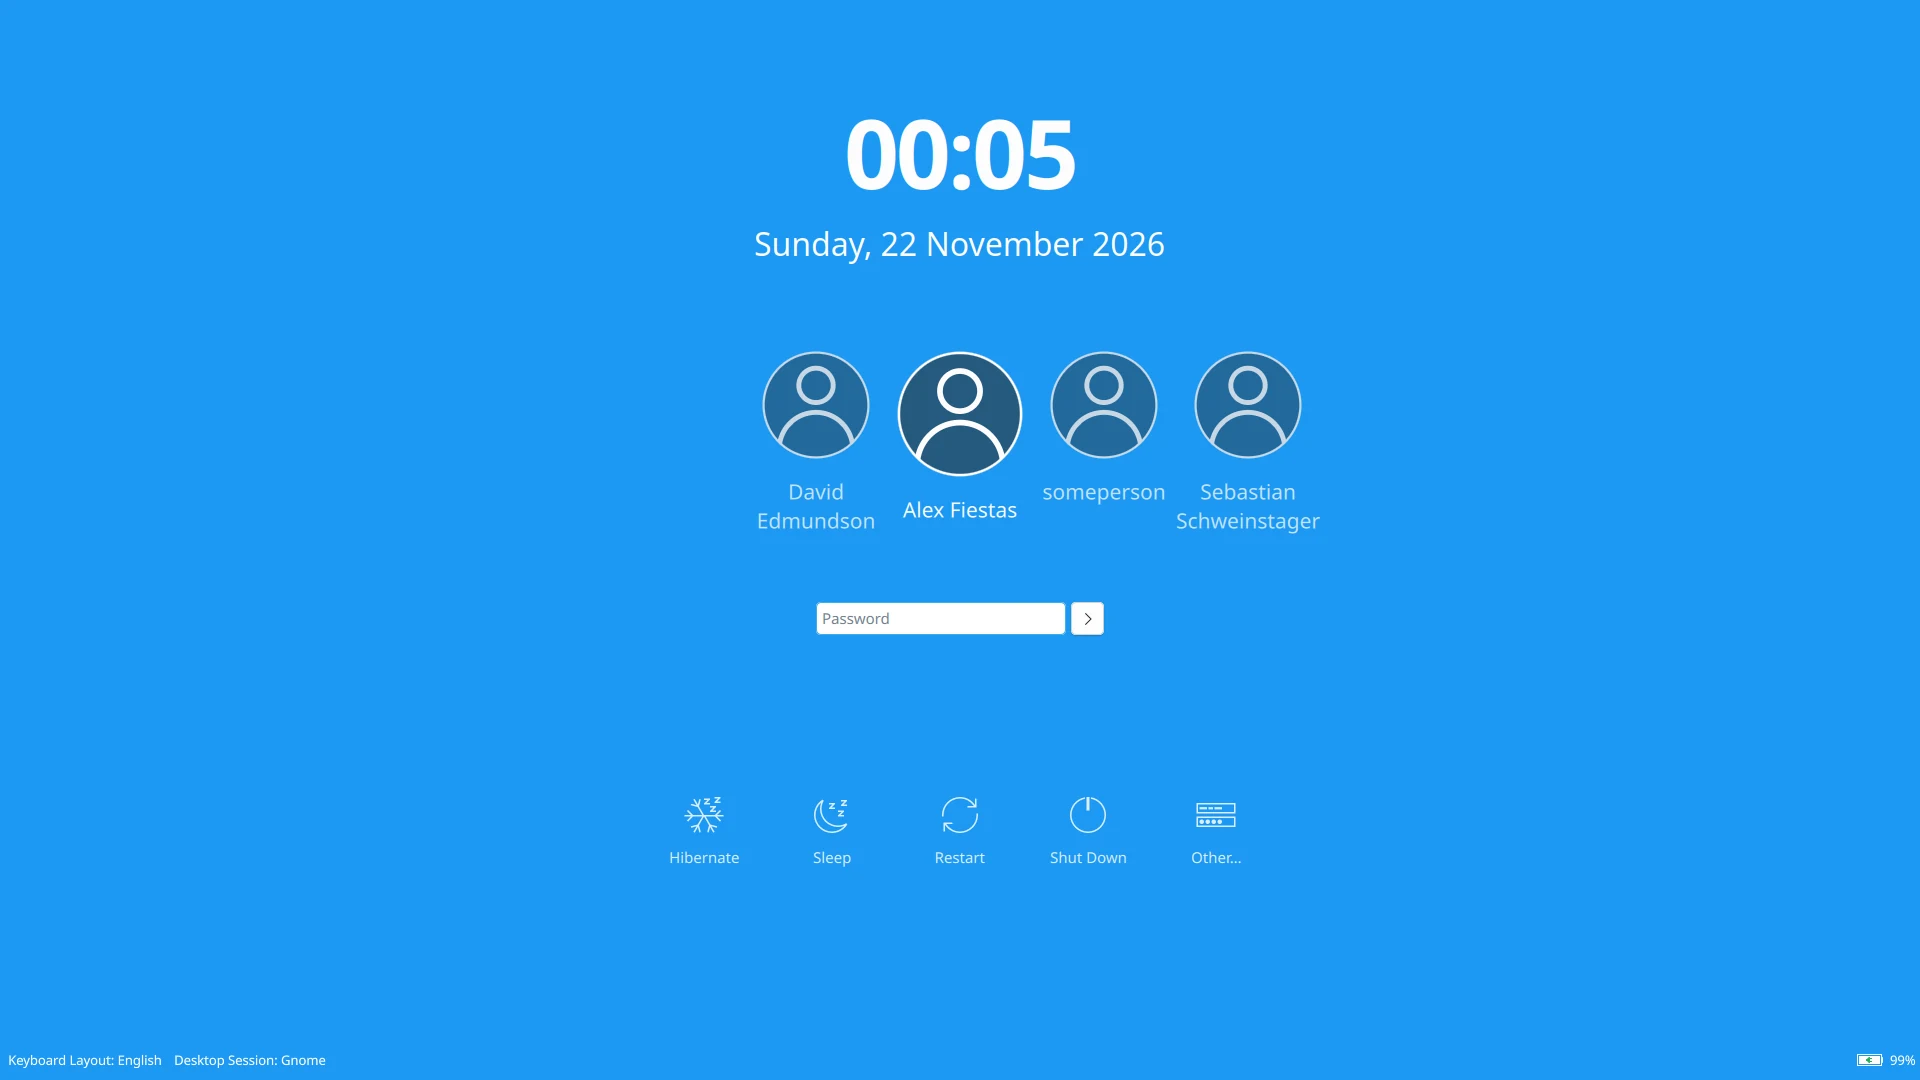 00:05
Sunday, 22 November 2026
David
Edmundson
Alex Fiestas
someperson
Sebastian
Schweinstager
Password
Hibernate
Sleep
Restart
Shut Down
Other...
Keyboard Layout: English
Desktop Session: Gnome
99%